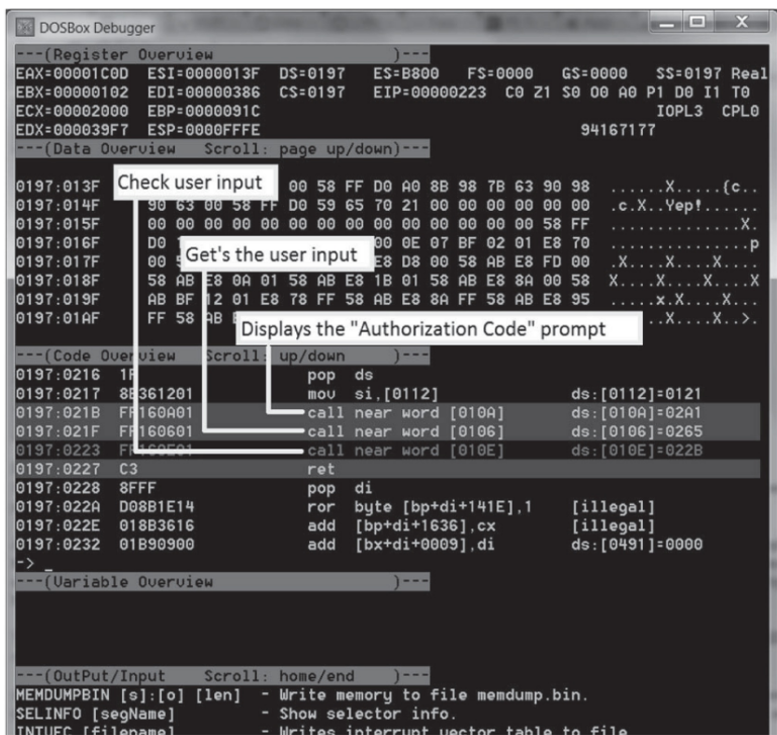 DOSBox Debugger
---(Register Overview )---
EAX=00001C0D ESI=0000013F DS=0197 ES=B800 FS=0000 GS=0000 SS=0197 Real
EBX=00000102 EDI=00000386 CS=0197 EIP=00000223 C0 Z1 S0 O0 A0 P1 D0 I1 T0
ECX=00002000 EBP=0000091C IOPL3 CPL0
EDX=000039F7 ESP=0000FFFE 94167177
---(Data Overview Scroll: page up/down)---
Check user input
0197:013F 00 58 FF D0 A0 8B 98 7B 63 90 98 ......X.....{c..
0197:014F 90 63 00 58 FF D0 59 65 70 21 00 00 00 00 00 00 .c.X..Yep!......
0197:015F 00 00 00 00 00 00 00 00 00 00 00 00 00 00 58 FF ..............X.
0197:016F D0 00 0E 07 BF 02 01 E8 70 ...............p
Get's the user input
0197:017F 00 E8 D8 00 58 AB E8 FD 00 .X....X....X....
0197:018F 58 AB E8 0A 01 58 AB E8 1B 01 58 AB E8 8A 00 58 X....X....X....X
0197:019F AB BF 12 01 E8 78 FF 58 AB E8 8A FF 58 AB E8 95 .....x.X....X...
0197:01AF FF 58 AB ..X....X..>.
Displays the "Authorization Code" prompt
---(Code Overview Scroll: up/down )---
0197:0216 1F pop ds
0197:0217 8B361201 mov si,[0112] ds:[0112]=0121
0197:021B FF160A01 call near word [010A] ds:[010A]=02A1
0197:021F FF160601 call near word [0106] ds:[0106]=0265
0197:0223 FF160E01 call near word [010E] ds:[010E]=022B
0197:0227 C3 ret
0197:0228 8FFF pop di
0197:022A D08B1E14 ror byte [bp+di+141E],1 [illegal]
0197:022E 018B3616 add [bp+di+1636],cx [illegal]
0197:0232 01B90900 add [bx+di+0009],di ds:[0491]=0000
-> _
---(Variable Overview )---
---(OutPut/Input Scroll: home/end )---
MEMDUMPBIN [s]:[o] [len] - Write memory to file memdump.bin.
SELINFO [segName] - Show selector info.
INTVEC [filename] - Writes interrupt vector table to file